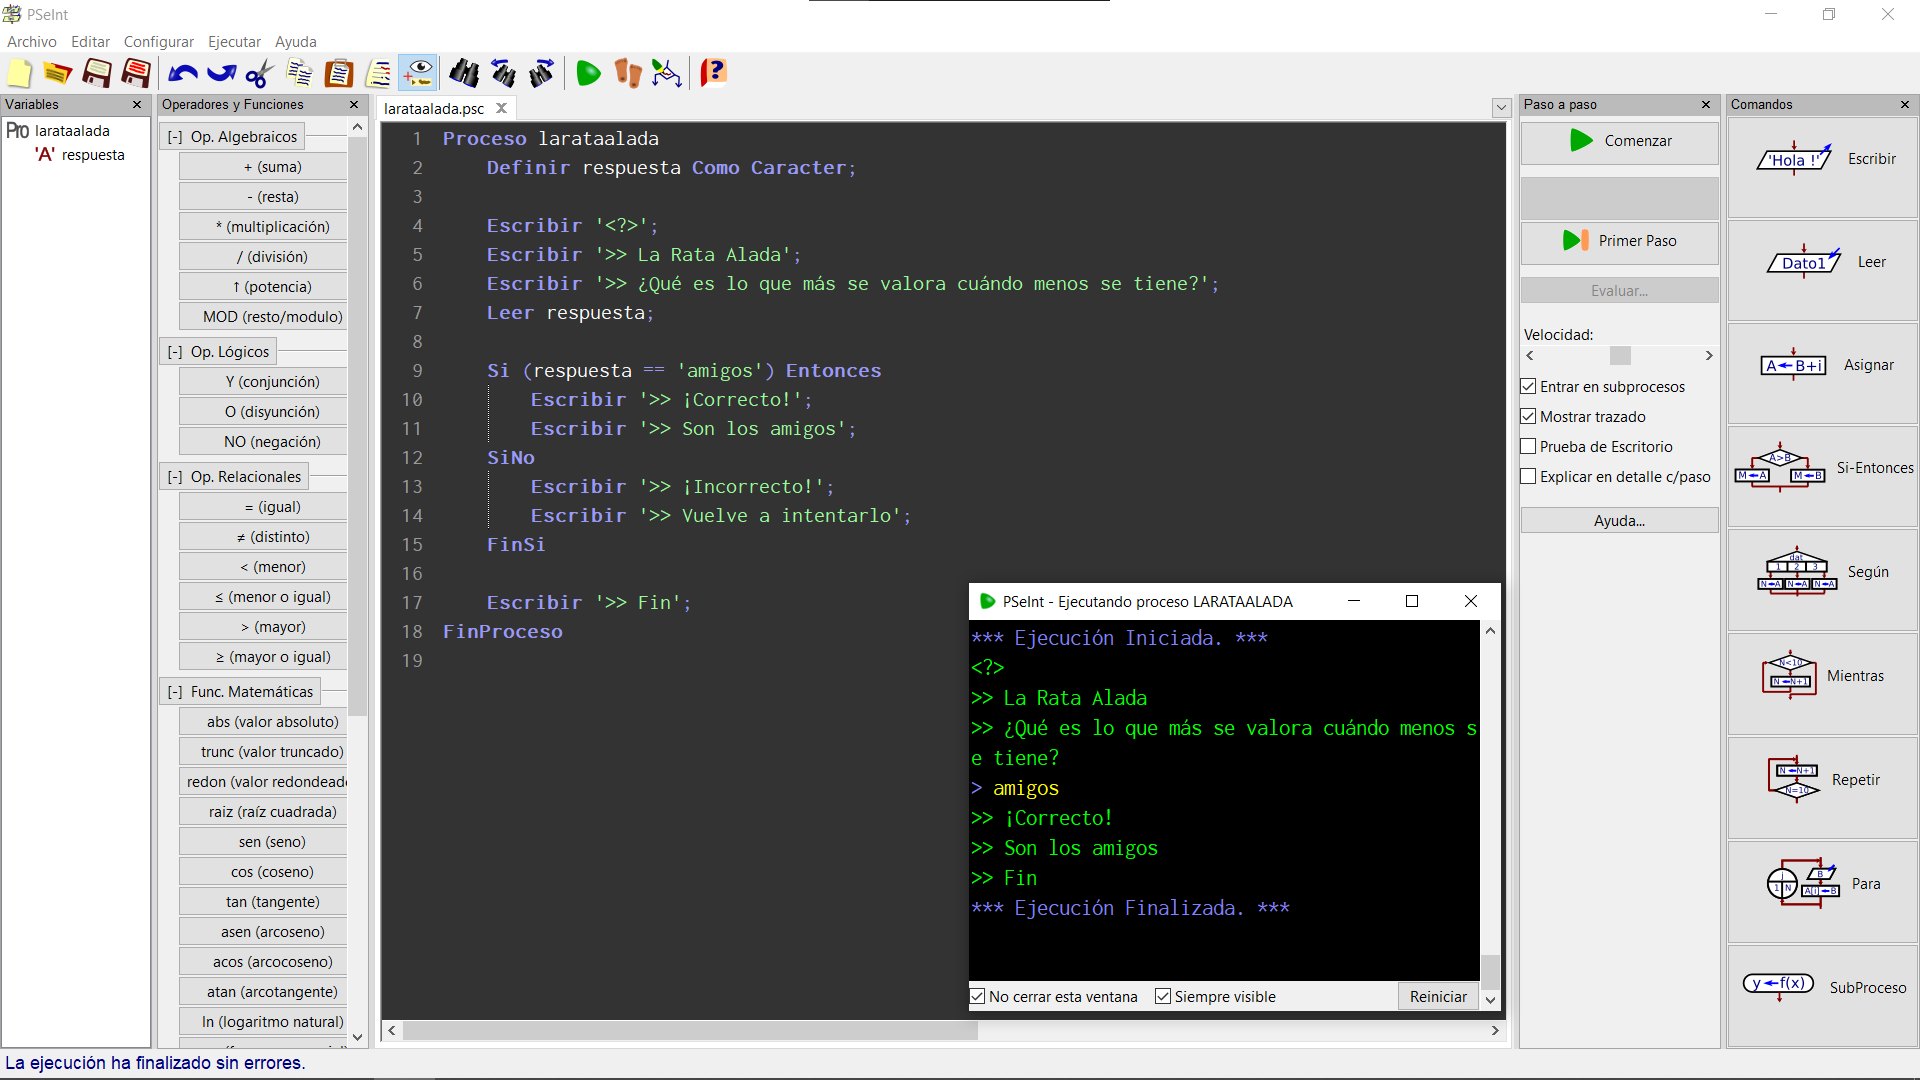 PSeInt
Archivo Editar Configurar Ejecutar Ayuda
Variables
Pro larataalada
'A' respuesta
Operadores y Funciones
[-] Op. Algebraicos
+ (suma)
- (resta)
* (multiplicación)
/ (división)
↑ (potencia)
MOD (resto/modulo)
[-] Op. Lógicos
Y (conjunción)
O (disyunción)
NO (negación)
[-] Op. Relacionales
= (igual)
≠ (distinto)
< (menor)
≤ (menor o igual)
> (mayor)
≥ (mayor o igual)
[-] Func. Matemáticas
abs (valor absoluto)
trunc (valor truncado)
redon (valor redondeado
raiz (raíz cuadrada)
sen (seno)
cos (coseno)
tan (tangente)
asen (arcoseno)
acos (arcocoseno)
atan (arcotangente)
ln (logaritmo natural)
larataalada.psc
1 Proceso larataalada
2 Definir respuesta Como Caracter;
3
4 Escribir '<?>';
5 Escribir '>> La Rata Alada';
6 Escribir '>> ¿Qué es lo que más se valora cuándo menos se tiene?';
7 Leer respuesta;
8
9 Si (respuesta == 'amigos') Entonces
10 Escribir '>> ¡Correcto!';
11 Escribir '>> Son los amigos';
12 SiNo
13 Escribir '>> ¡Incorrecto!';
14 Escribir '>> Vuelve a intentarlo';
15 FinSi
16
17 Escribir '>> Fin';
18 FinProceso
19
PSeInt - Ejecutando proceso LARATAALADA
*** Ejecución Iniciada. ***
<?>
>> La Rata Alada
>> ¿Qué es lo que más se valora cuándo menos s
e tiene?
> amigos
>> ¡Correcto!
>> Son los amigos
>> Fin
*** Ejecución Finalizada. ***
No cerrar esta ventana Siempre visible Reiniciar
Paso a paso
Comenzar
Primer Paso
Evaluar...
Velocidad:
Entrar en subprocesos
Mostrar trazado
Prueba de Escritorio
Explicar en detalle c/paso
Ayuda...
Comandos
'Hola !' Escribir
Dato1 Leer
A←B+i Asignar
A>B
M←A M←B
Si-Entonces
dat
1 2 3
N←A N←A N←A
Según
N<10
N←N+1
Mientras
N←N+1
N=10
Repetir
i
1 N
B
A[i]←B
Para
y←f(x) SubProceso
La ejecución ha finalizado sin errores.